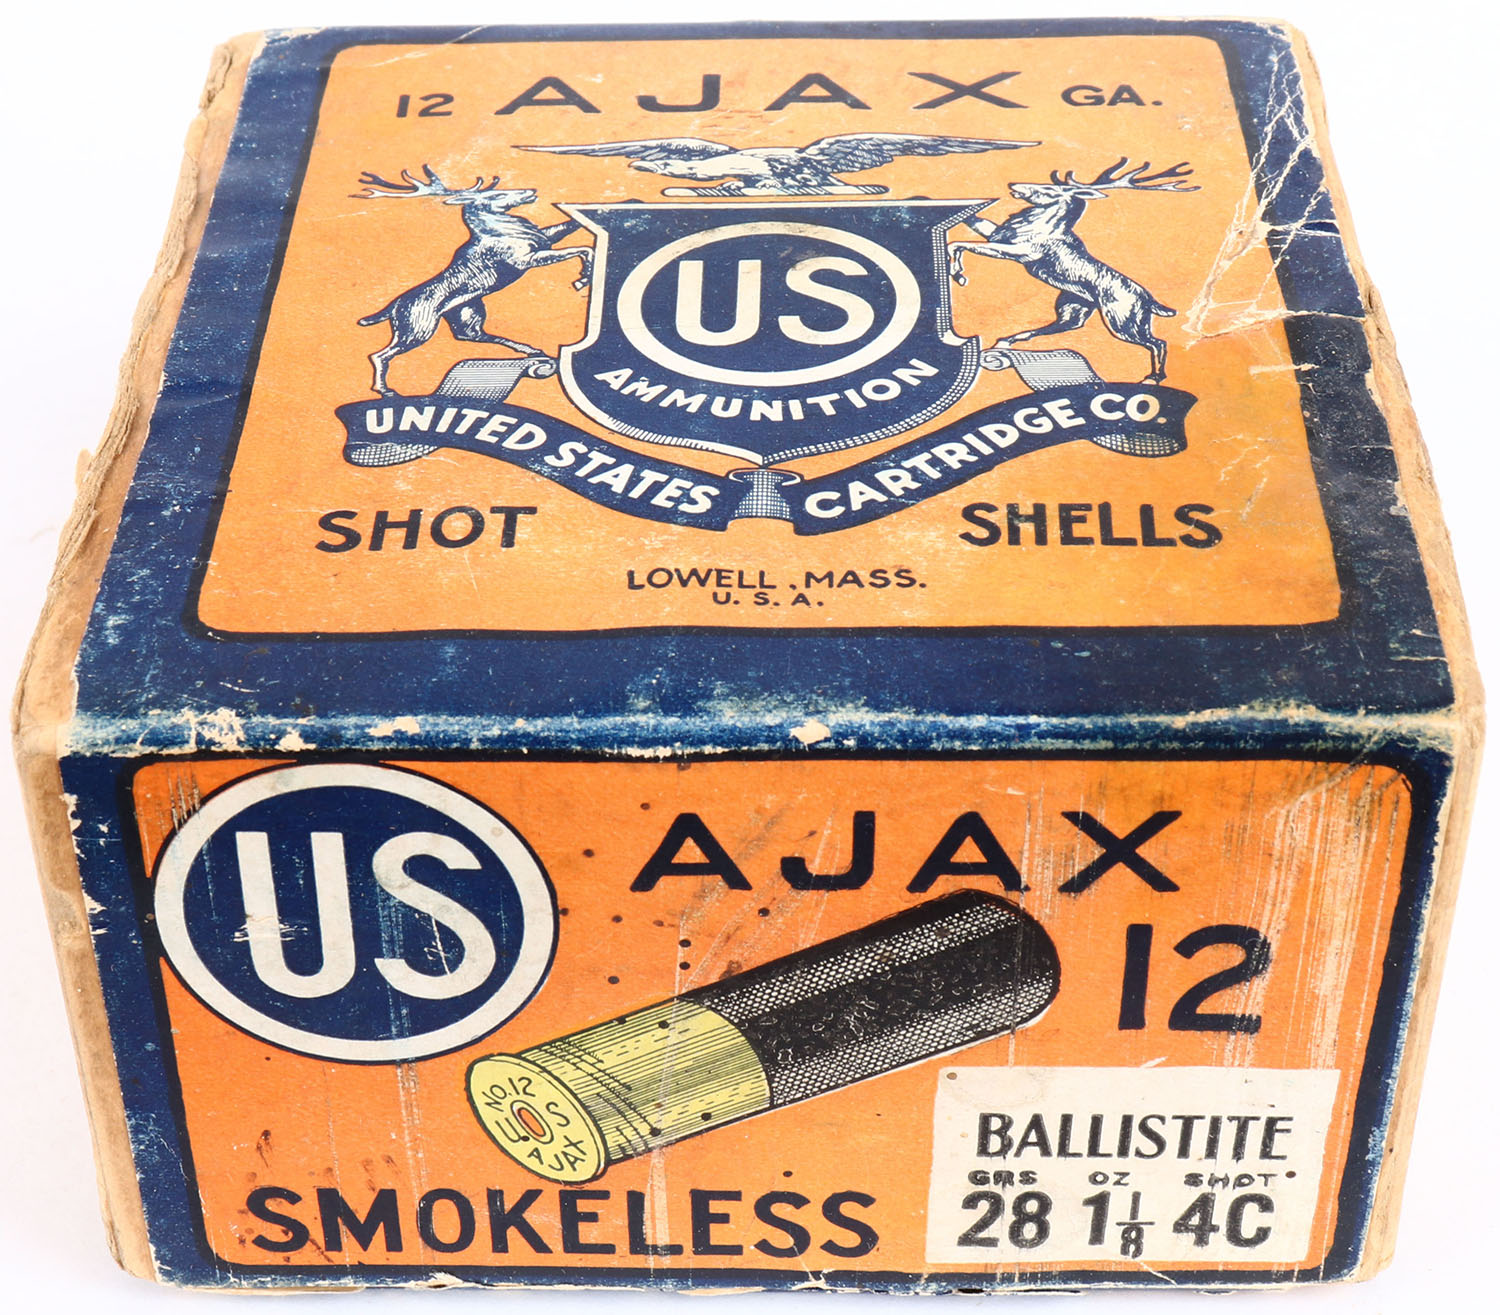 12 AJAX GA.
US
AMMUNITION
UNITED STATES CARTRIDGE CO.
SHOT SHELLS
LOWELL, MASS.
U.S.A.
US
AJAX
12
NO. 12
U S
AJAX
SMOKELESS
BALLISTITE
GRS OZ SHOT
28 1 1/8 4C